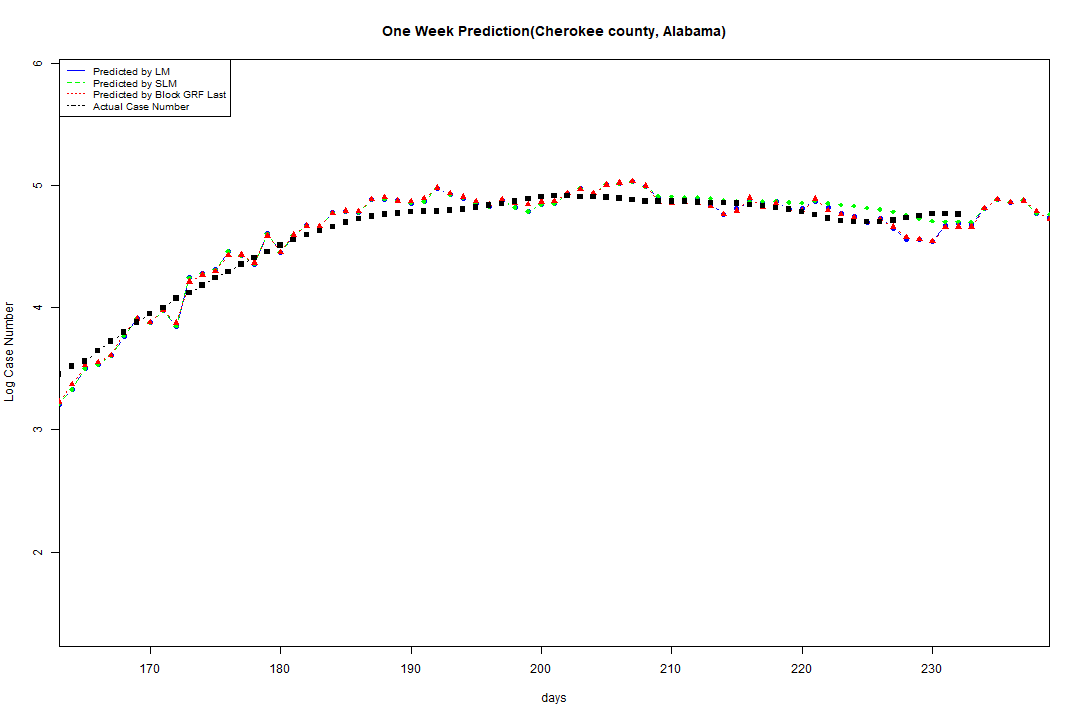 One Week Prediction(Cherokee county, Alabama)
Predicted by LM
Predicted by SLM
Predicted by Block GRF Last
Actual Case Number
6
5
4
3
2
Log Case Number
170 180 190 200 210 220 230
days